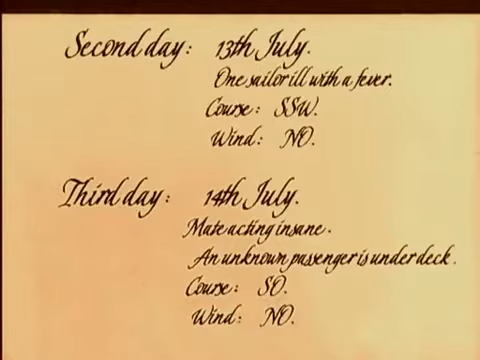 Second day: 13th July.
One sailor ill with a fever.
Course: SSW.
Wind: NO.
Third day: 14th July.
Mate acting insane.
An unknown passenger is under deck.
Course: SO.
Wind: NO.